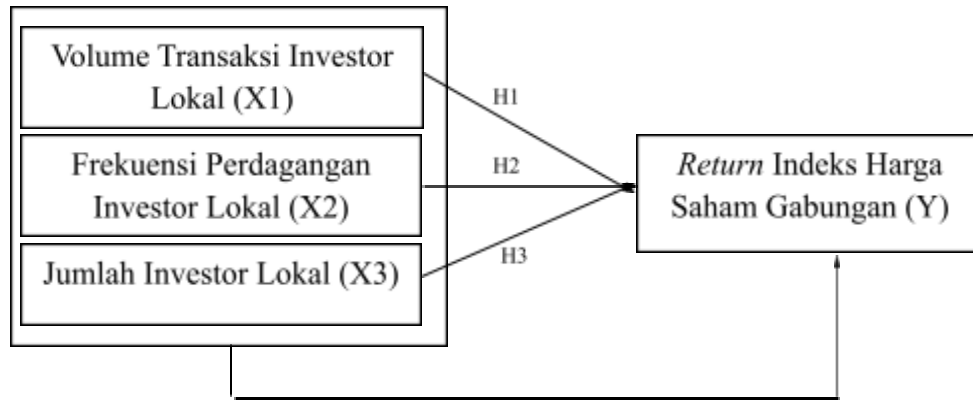 Volume Transaksi Investor
Lokal (X1)
H1
Frekuensi Perdagangan
Investor Lokal (X2)
H2
Return Indeks Harga
Saham Gabungan (Y)
Jumlah Investor Lokal (X3)
H3